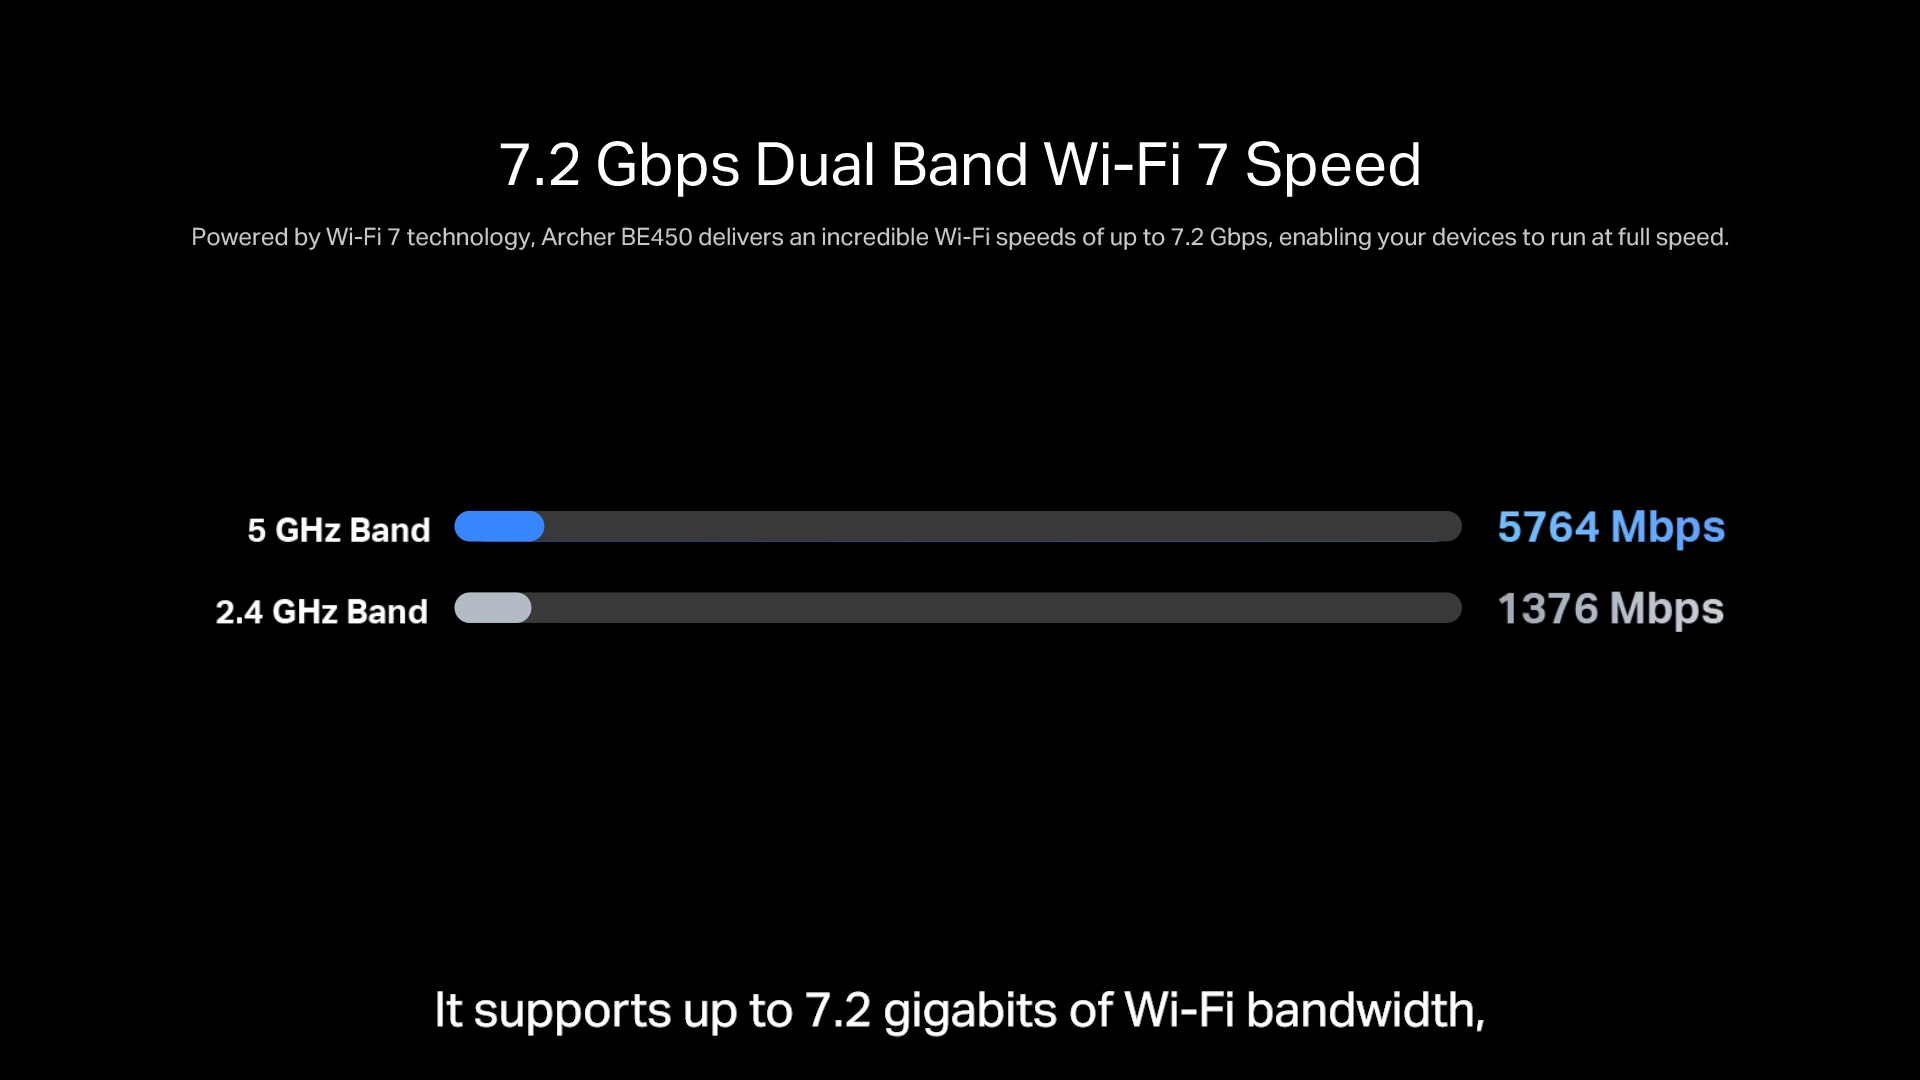 7.2 Gbps Dual Band Wi-Fi 7 Speed
Powered by Wi-Fi 7 technology, Archer BE450 delivers an incredible Wi-Fi speeds of up to 7.2 Gbps, enabling your devices to run at full speed.
5 GHz Band 5764 Mbps
2.4 GHz Band 1376 Mbps
It supports up to 7.2 gigabits of Wi-Fi bandwidth,